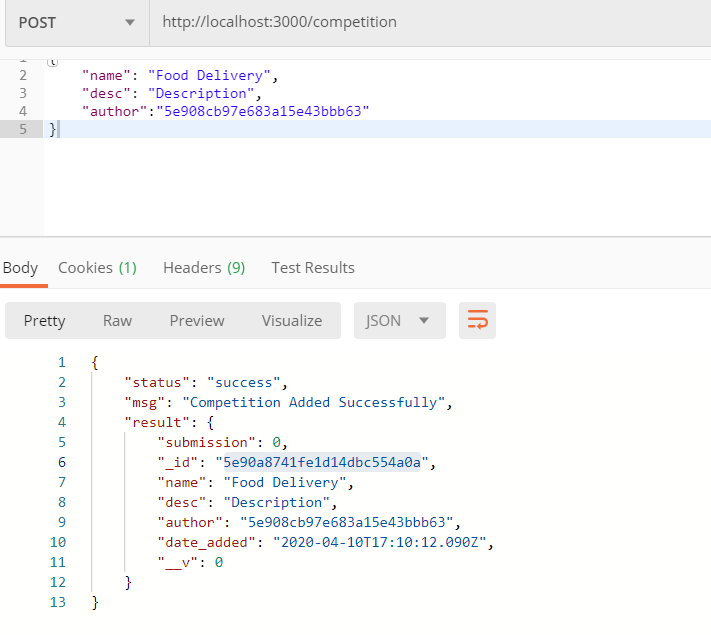 POST http://localhost:3000/competition
1 {
2 "name": "Food Delivery",
3 "desc": "Description",
4 "author":"5e908cb97e683a15e43bbb63"
5 }
Body Cookies (1) Headers (9) Test Results
Pretty Raw Preview Visualize JSON
1 {
2 "status": "success",
3 "msg": "Competition Added Successfully",
4 "result": {
5 "submission": 0,
6 "_id": "5e90a8741fe1d14dbc554a0a",
7 "name": "Food Delivery",
8 "desc": "Description",
9 "author": "5e908cb97e683a15e43bbb63",
10 "date_added": "2020-04-10T17:10:12.090Z",
11 "__v": 0
12 }
13 }